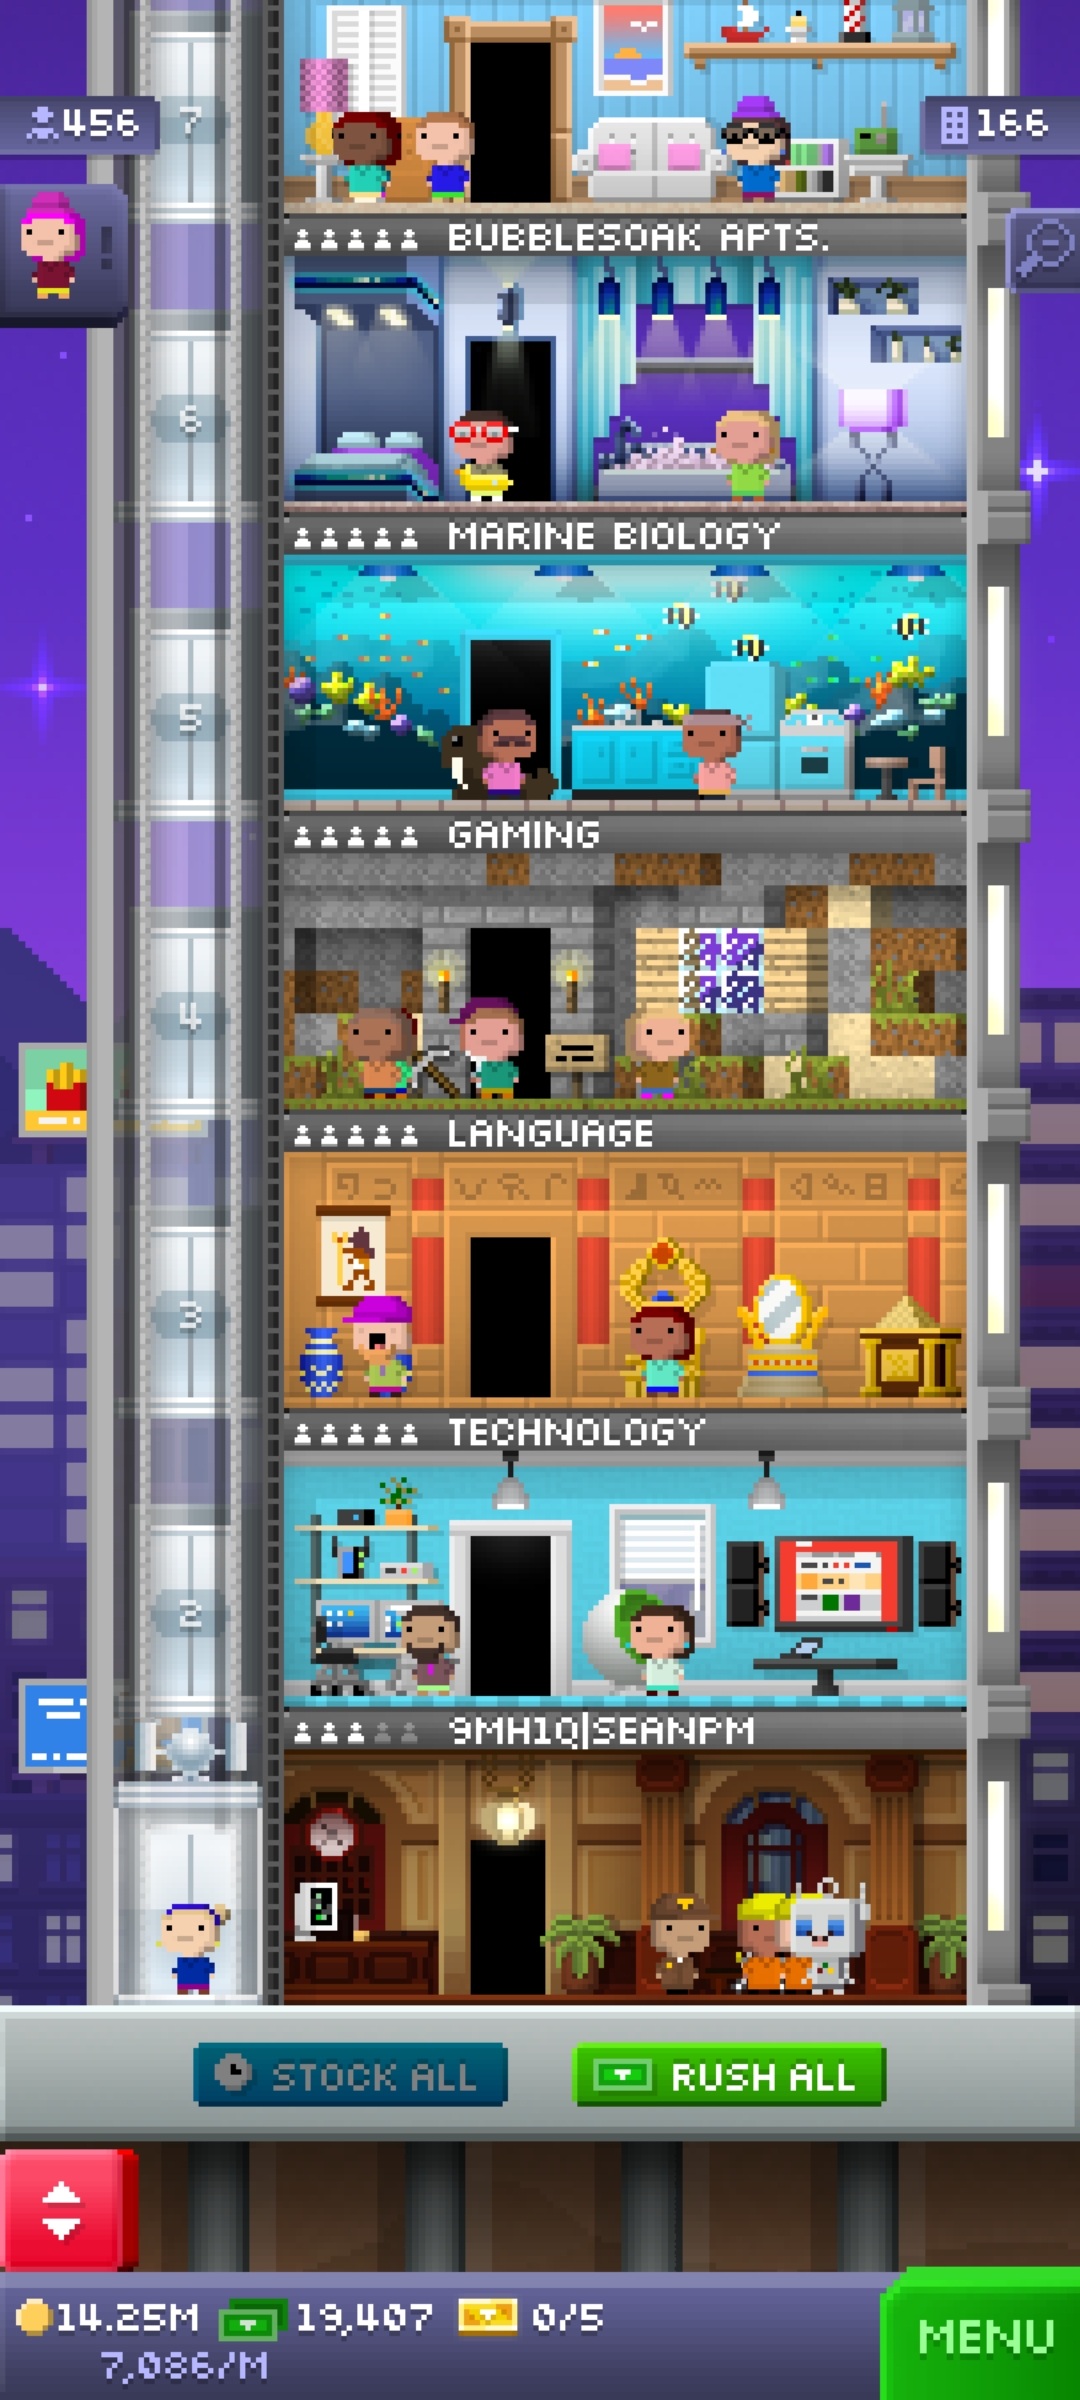 456
7
166
!
BUBBLESOAK APTS.
6
MARINE BIOLOGY
5
GAMING
4
LANGUAGE
3
TECHNOLOGY
2
9MH1Q|SEANPM
STOCK ALL
RUSH ALL
14.25M
19,407
0/5
7,086/M
MENU